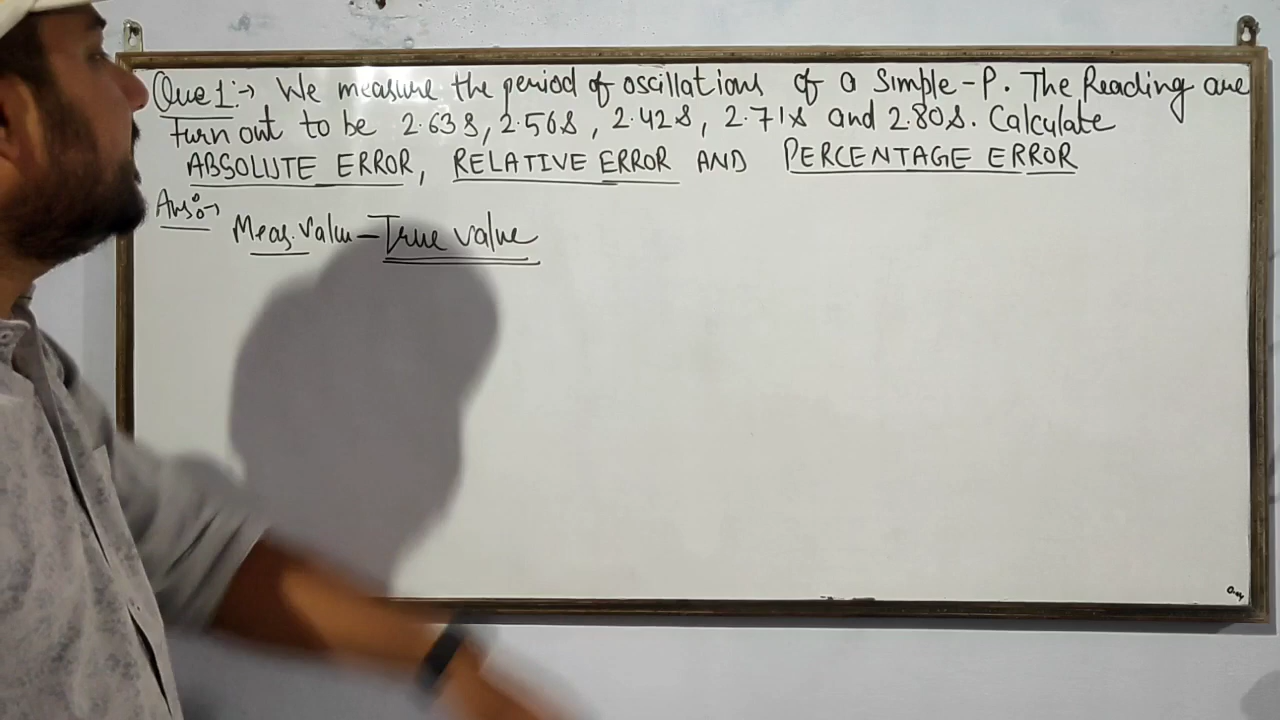 Que 1:→ We measure the period of oscillations of a Simple-P. The Reading are
turn out to be 2.63 s, 2.56s, 2.42s, 2.71s and 2.80s. Calculate
ABSOLUTE ERROR, RELATIVE ERROR AND PERCENTAGE ERROR
Ans:→
Meas. Value - True value